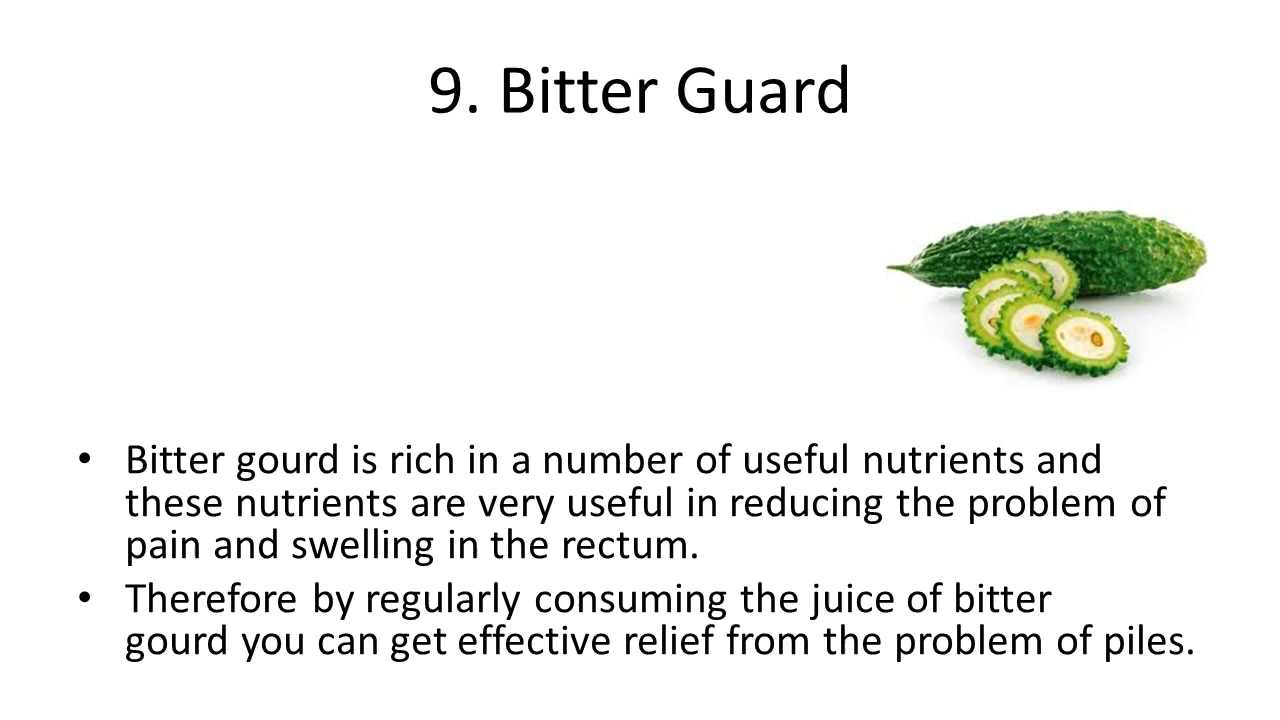 9. Bitter Guard
• Bitter gourd is rich in a number of useful nutrients and
these nutrients are very useful in reducing the problem of
pain and swelling in the rectum.
• Therefore by regularly consuming the juice of bitter
gourd you can get effective relief from the problem of piles.